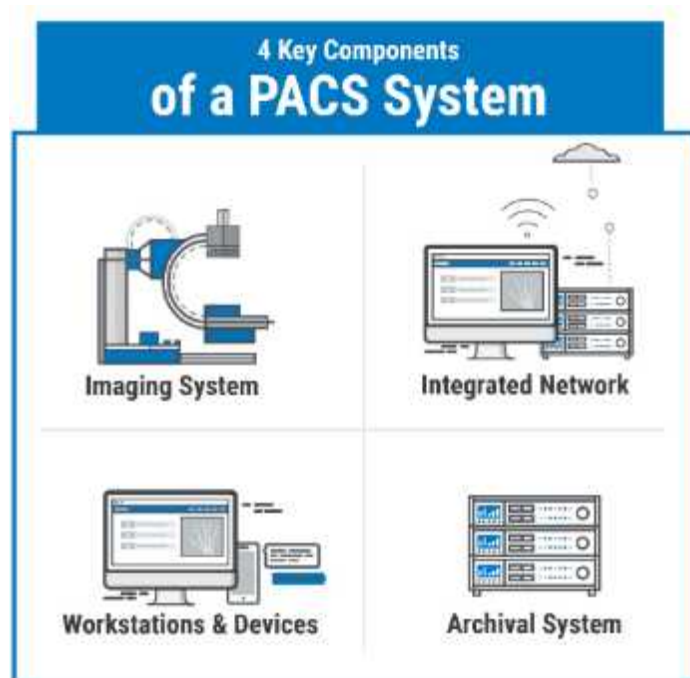 4 Key Components
of a PACS System
Imaging System
Integrated Network
Workstations & Devices
Archival System